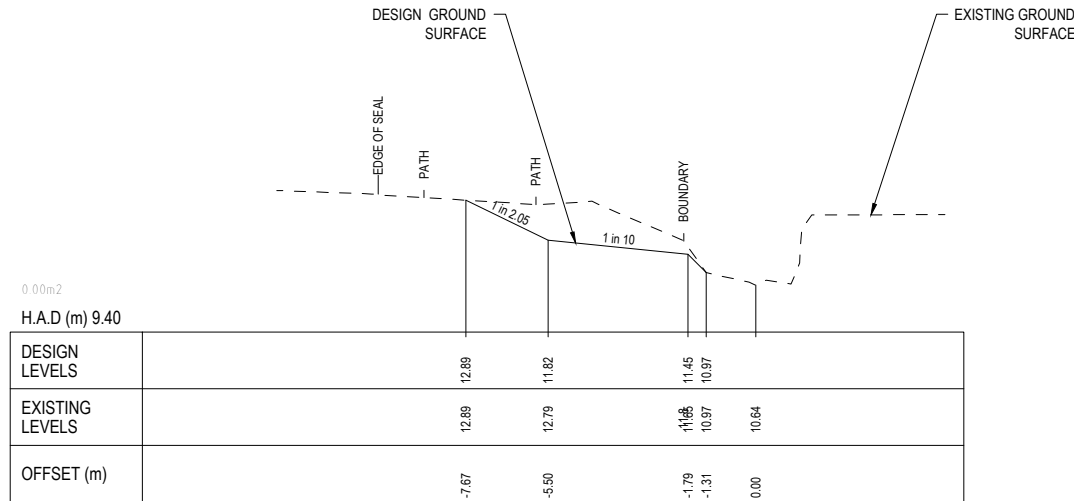 DESIGN GROUND
SURFACE
EXISTING GROUND
SURFACE
EDGE OF SEAL
PATH
PATH
BOUNDARY
1 in 2.05
1 in 10
0.00m2
H.A.D (m) 9.40
DESIGN
LEVELS
12.89 11.82 11.45 10.97
EXISTING
LEVELS
12.89 12.79 11.65 10.97 10.64
OFFSET (m)
-7.67 -5.50 -1.79 -1.31 0.00